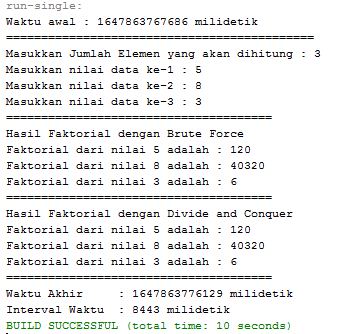 run-single:
Waktu awal : 1647863767686 milidetik
============================================
Masukkan Jumlah Elemen yang akan dihitung : 3
Masukkan nilai data ke-1 : 5
Masukkan nilai data ke-2 : 8
Masukkan nilai data ke-3 : 3
======================================
Hasil Faktorial dengan Brute Force
Faktorial dari nilai 5 adalah : 120
Faktorial dari nilai 8 adalah : 40320
Faktorial dari nilai 3 adalah : 6
======================================
Hasil Faktorial dengan Divide and Conquer
Faktorial dari nilai 5 adalah : 120
Faktorial dari nilai 8 adalah : 40320
Faktorial dari nilai 3 adalah : 6
======================================
Waktu Akhir     : 1647863776129 milidetik
Interval Waktu  : 8443 milidetik
BUILD SUCCESSFUL (total time: 10 seconds)